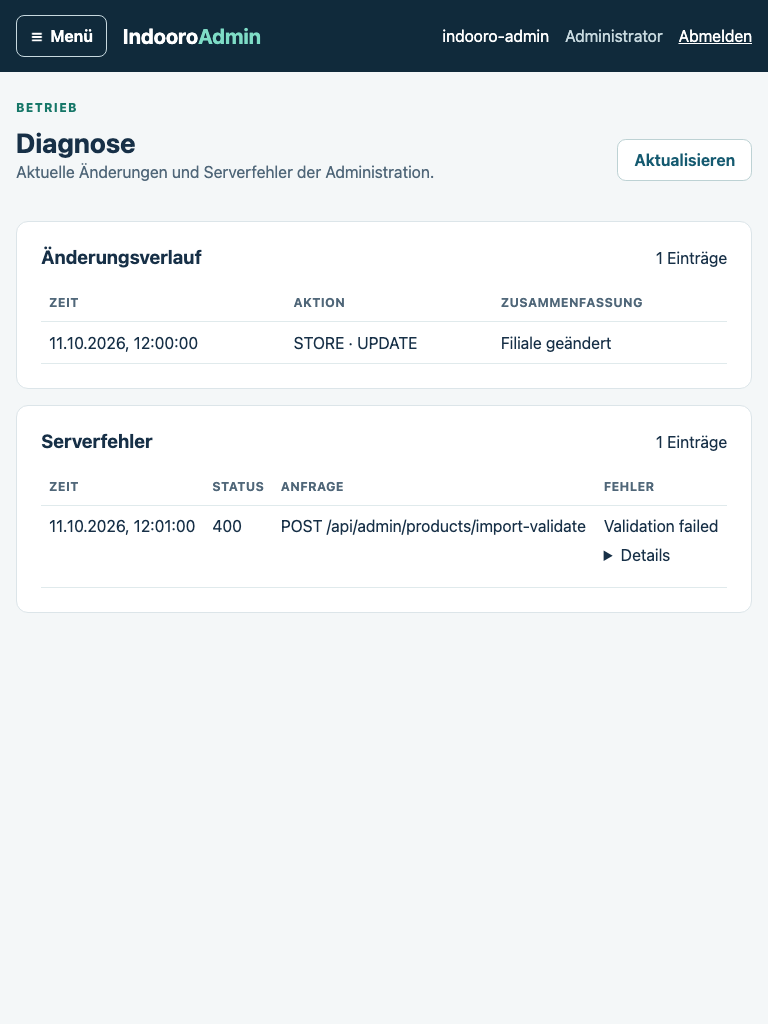 ≡ Menü IndooroAdmin indooro-admin Administrator Abmelden
BETRIEB
Diagnose
Aktuelle Änderungen und Serverfehler der Administration.
Aktualisieren
Änderungsverlauf 1 Einträge
ZEIT AKTION ZUSAMMENFASSUNG
11.10.2026, 12:00:00 STORE · UPDATE Filiale geändert
Serverfehler 1 Einträge
ZEIT STATUS ANFRAGE FEHLER
11.10.2026, 12:01:00 400 POST /api/admin/products/import-validate Validation failed
▶ Details